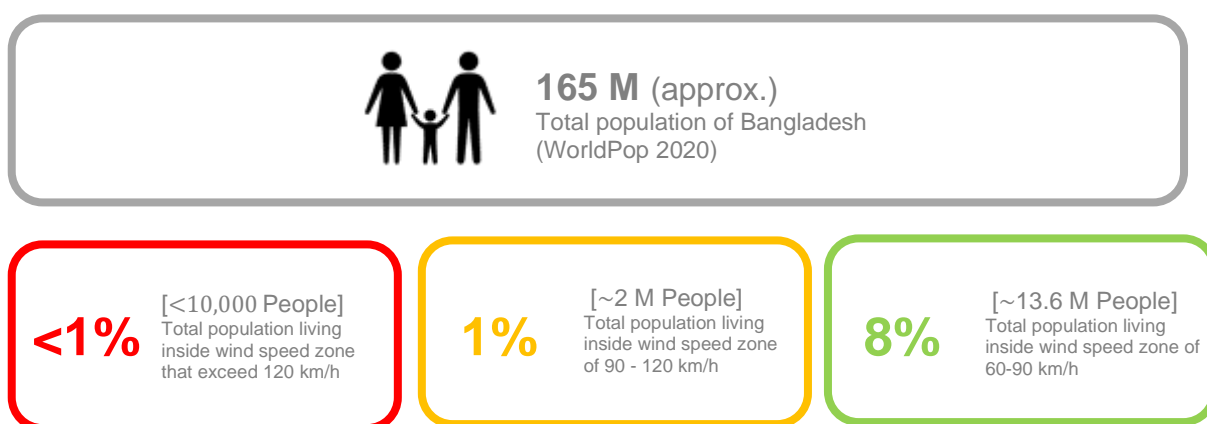 165 M (approx.)
Total population of Bangladesh
(WorldPop 2020)
<1%
[<10,000 People]
Total population living
inside wind speed zone
that exceed 120 km/h
1%
[~2 M People]
Total population living
inside wind speed zone
of 90 - 120 km/h
8%
[~13.6 M People]
Total population living
inside wind speed zone of
60-90 km/h